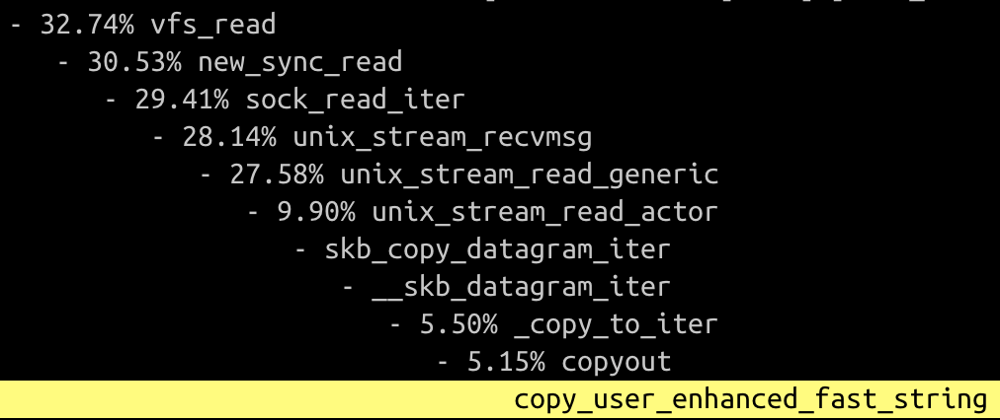 - 32.74% vfs_read
- 30.53% new_sync_read
- 29.41% sock_read_iter
- 28.14% unix_stream_recvmsg
- 27.58% unix_stream_read_generic
- 9.90% unix_stream_read_actor
- skb_copy_datagram_iter
- __skb_datagram_iter
- 5.50% _copy_to_iter
- 5.15% copyout
copy_user_enhanced_fast_string